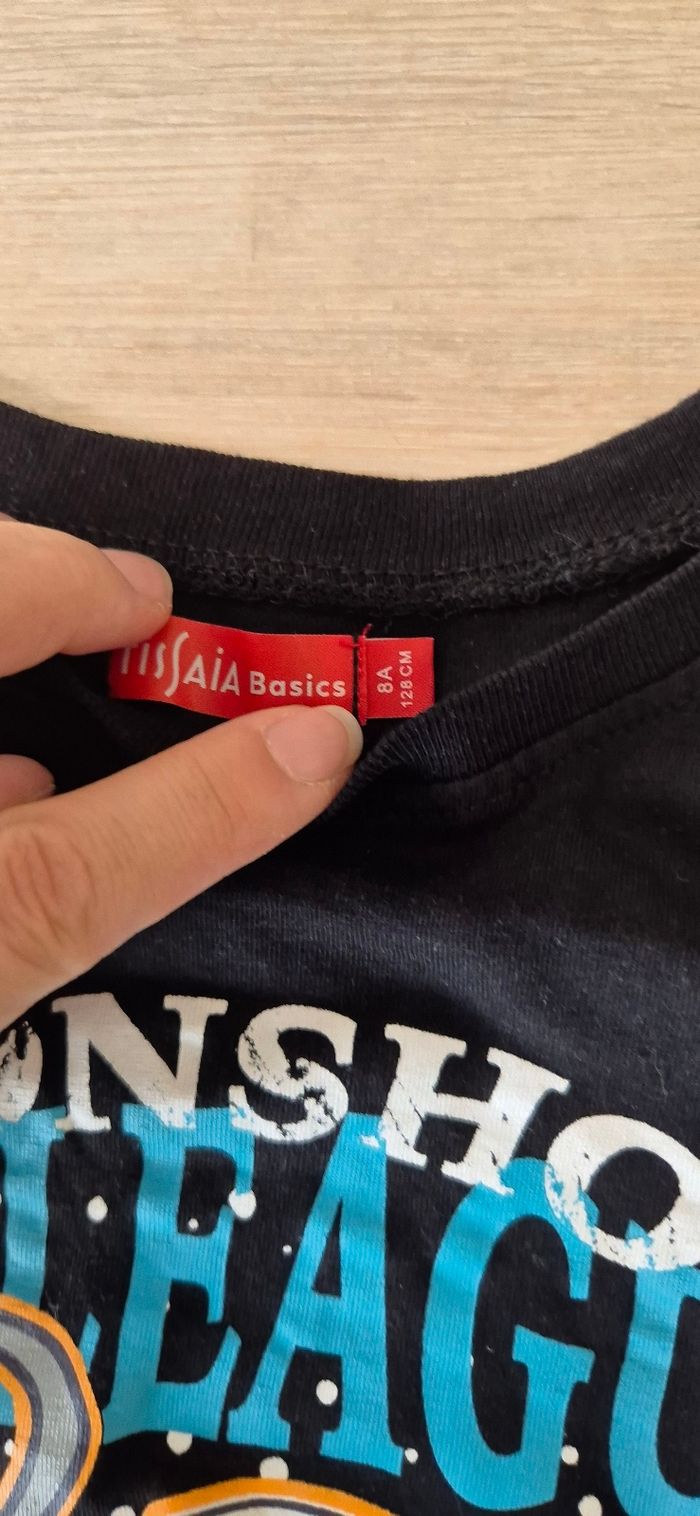 TISSAIA Basics
8A
128 CM
ONSHO
LEAGU